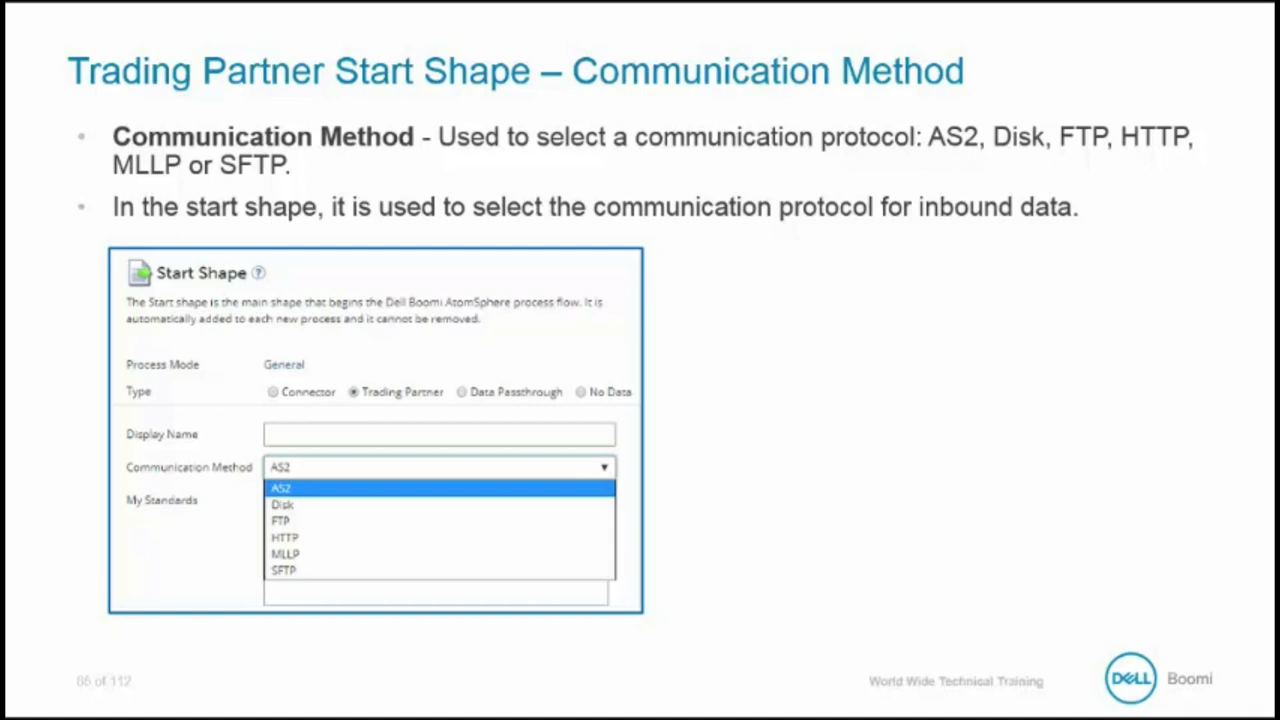 Trading Partner Start Shape – Communication Method
• Communication Method - Used to select a communication protocol: AS2, Disk, FTP, HTTP,
MLLP or SFTP.
• In the start shape, it is used to select the communication protocol for inbound data.
Start Shape ?
The Start shape is the main shape that begins the Dell Boomi AtomSphere process flow. It is
automatically added to each new process and it cannot be removed.
Process Mode General
Type Connector Trading Partner Data Passthrough No Data
Display Name
Communication Method AS2
AS2
My Standards
Disk
FTP
HTTP
MLLP
SFTP
of 112
World Wide Technical Training
DELL Boomi